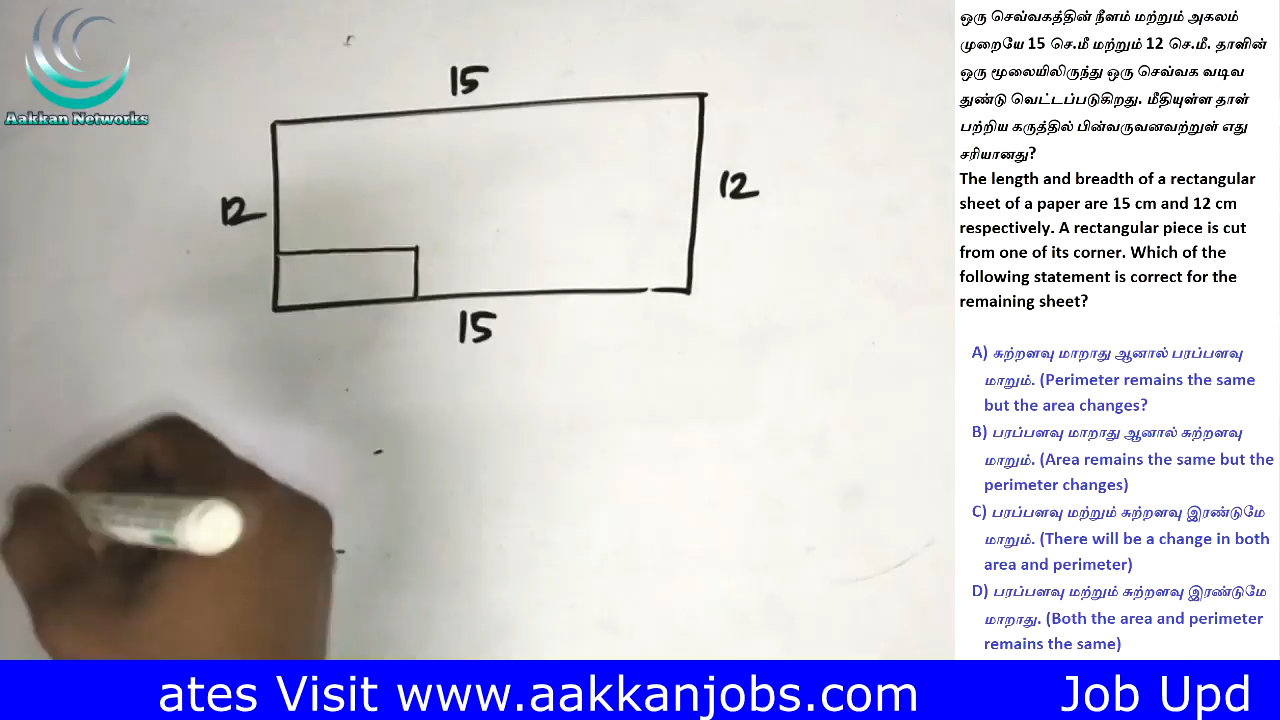 Aakkan Networks
15
12
12
15
ஒரு செவ்வகத்தின் நீளம் மற்றும் அகலம்
முறையே 15 செ.மீ மற்றும் 12 செ.மீ. தாளின்
ஒரு மூலையிலிருந்து ஒரு செவ்வக வடிவ
துண்டு வெட்டப்படுகிறது. மீதியுள்ள தாள்
பற்றிய கருத்தில் பின்வருவனவற்றுள் எது
சரியானது?
The length and breadth of a rectangular
sheet of a paper are 15 cm and 12 cm
respectively. A rectangular piece is cut
from one of its corner. Which of the
following statement is correct for the
remaining sheet?
A) சுற்றளவு மாறாது ஆனால் பரப்பளவு
மாறும். (Perimeter remains the same
but the area changes?
B) பரப்பளவு மாறாது ஆனால் சுற்றளவு
மாறும். (Area remains the same but the
perimeter changes)
C) பரப்பளவு மற்றும் சுற்றளவு இரண்டுமே
மாறும். (There will be a change in both
area and perimeter)
D) பரப்பளவு மற்றும் சுற்றளவு இரண்டுமே
மாறாது. (Both the area and perimeter
remains the same)
ates Visit www.aakkanjobs.com Job Upd